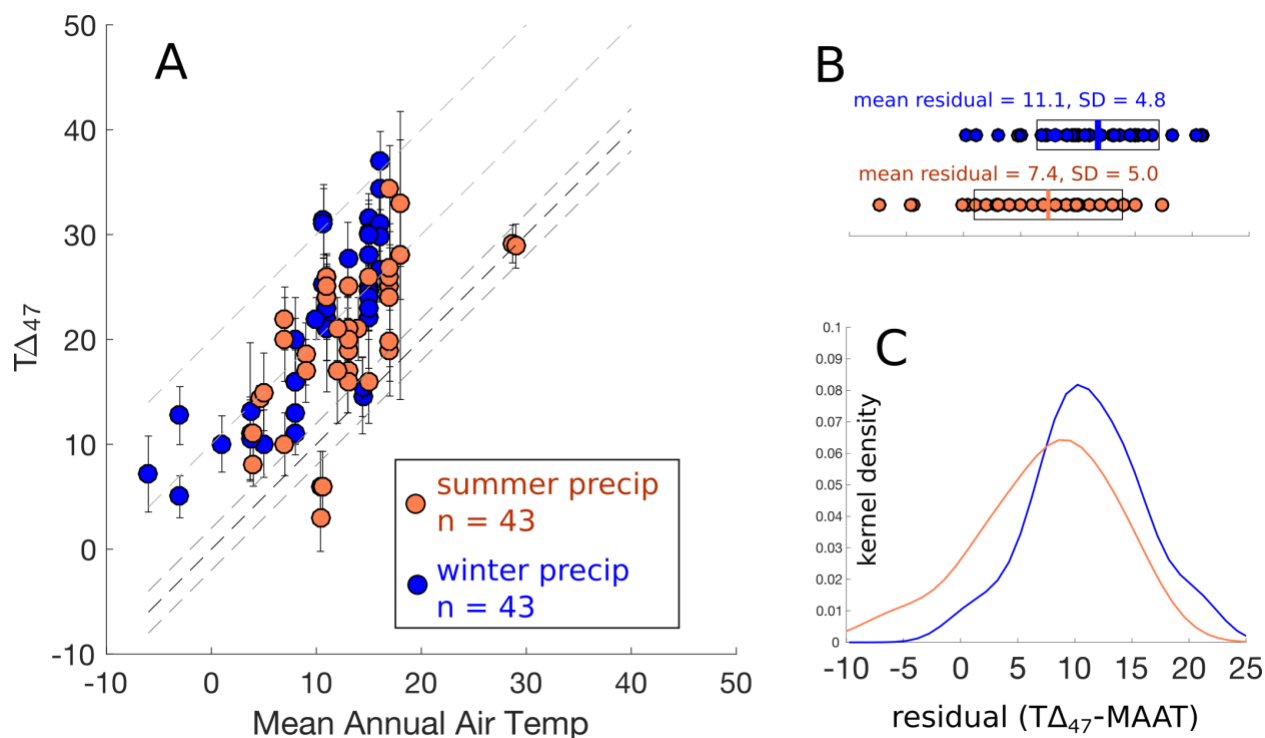 A
50
40
30
20
10
0
-10
TΔ47
-10
0
10
20
30
40
50
Mean Annual Air Temp
summer precip
n = 43
winter precip
n = 43
B
mean residual = 11.1, SD = 4.8
mean residual = 7.4, SD = 5.0
C
0.1
0.09
0.08
0.07
0.06
0.05
0.04
0.03
0.02
0.01
0
kernel density
-10
-5
0
5
10
15
20
25
residual (TΔ47-MAAT)